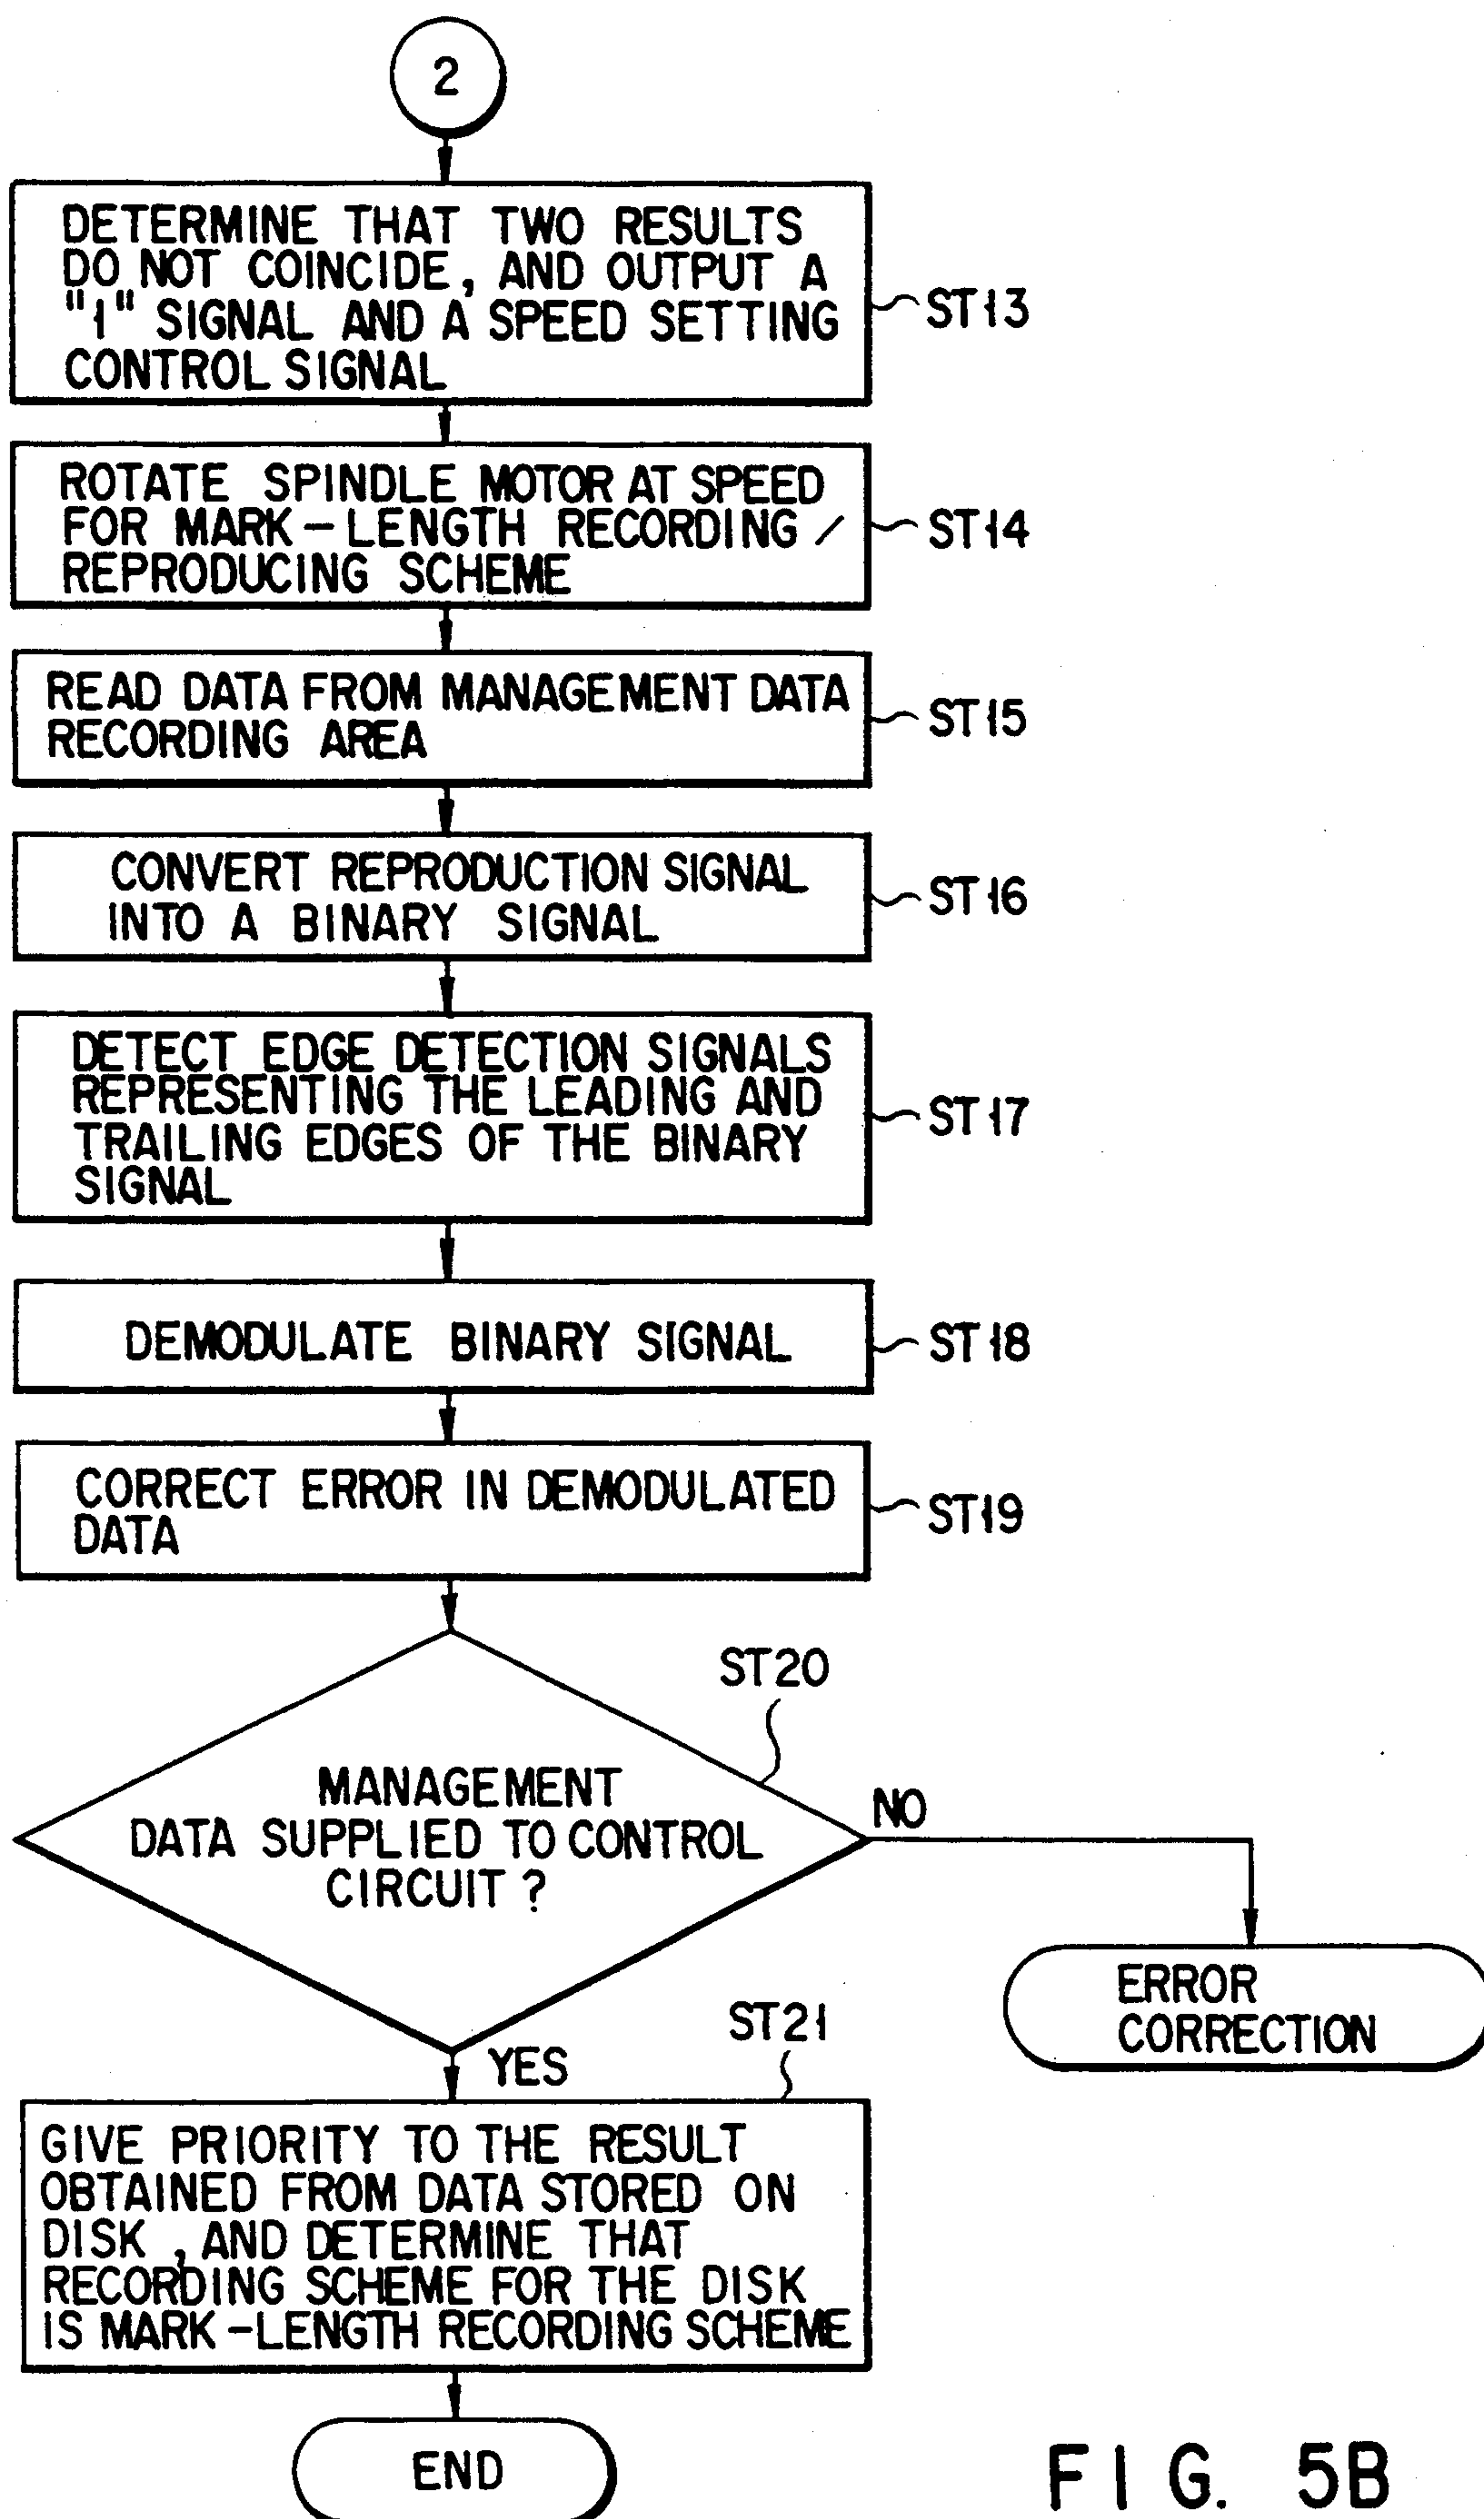 2
DETERMINE THAT TWO RESULTS
DO NOT COINCIDE, AND OUTPUT A
"1" SIGNAL AND A SPEED SETTING
CONTROL SIGNAL
ST13
ROTATE SPINDLE MOTOR AT SPEED
FOR MARK-LENGTH RECORDING/
REPRODUCING SCHEME
ST14
READ DATA FROM MANAGEMENT DATA
RECORDING AREA
ST15
CONVERT REPRODUCTION SIGNAL
INTO A BINARY SIGNAL
ST16
DETECT EDGE DETECTION SIGNALS
REPRESENTING THE LEADING AND
TRAILING EDGES OF THE BINARY
SIGNAL
ST17
DEMODULATE BINARY SIGNAL
ST18
CORRECT ERROR IN DEMODULATED
DATA
ST19
ST20
MANAGEMENT
DATA SUPPLIED TO CONTROL
CIRCUIT ?
NO
ERROR
CORRECTION
YES
ST21
GIVE PRIORITY TO THE RESULT
OBTAINED FROM DATA STORED ON
DISK, AND DETERMINE THAT
RECORDING SCHEME FOR THE DISK
IS MARK-LENGTH RECORDING SCHEME
END
FIG. 5B